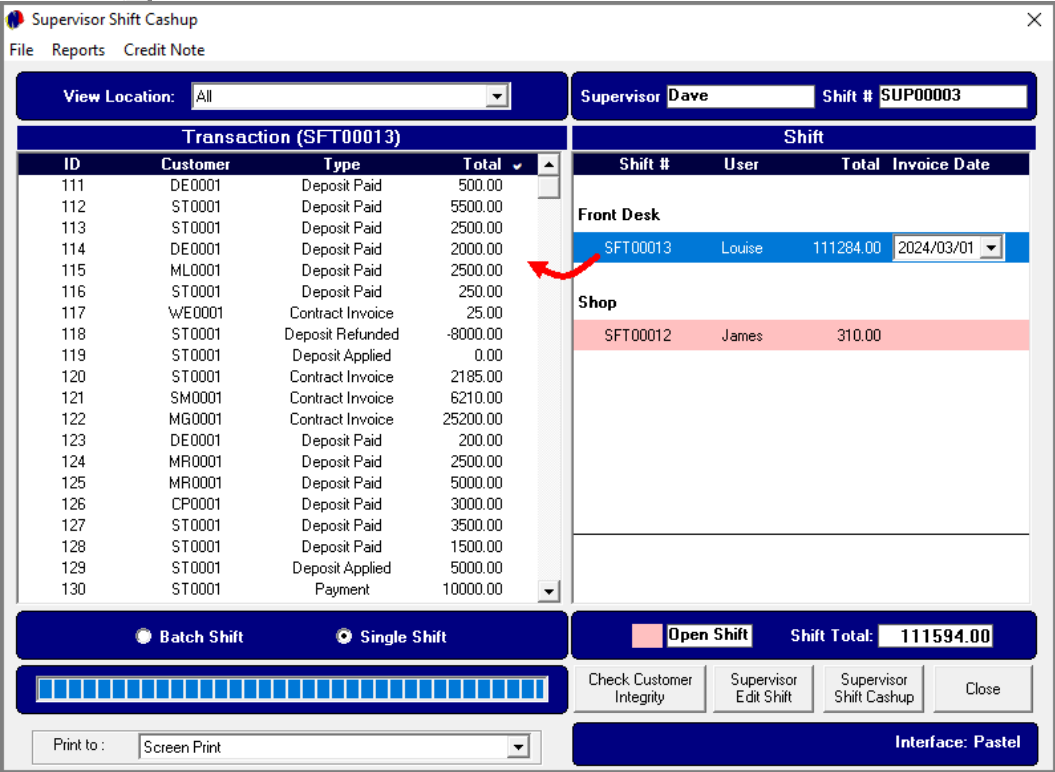 Supervisor Shift Cashup
File Reports Credit Note
View Location: All
Supervisor Dave Shift # SUP00003
Transaction (SFT00013)
ID Customer Type Total
111 DE0001 Deposit Paid 500.00
112 ST0001 Deposit Paid 5500.00
113 ST0001 Deposit Paid 2500.00
114 DE0001 Deposit Paid 2000.00
115 ML0001 Deposit Paid 2500.00
116 ST0001 Deposit Paid 250.00
117 WE0001 Contract Invoice 25.00
118 ST0001 Deposit Refunded -8000.00
119 ST0001 Deposit Applied 0.00
120 ST0001 Contract Invoice 2185.00
121 SM0001 Contract Invoice 6210.00
122 MG0001 Contract Invoice 25200.00
123 DE0001 Deposit Paid 200.00
124 MR0001 Deposit Paid 2500.00
125 MR0001 Deposit Paid 5000.00
126 CP0001 Deposit Paid 3000.00
127 ST0001 Deposit Paid 3500.00
128 ST0001 Deposit Paid 1500.00
129 ST0001 Deposit Applied 5000.00
130 ST0001 Payment 10000.00
Shift
Shift # User Total Invoice Date
Front Desk
SFT00013 Louise 111284.00 2024/03/01
Shop
SFT00012 James 310.00
Batch Shift Single Shift
Open Shift Shift Total: 111594.00
Check Customer
Integrity
Supervisor
Edit Shift
Supervisor
Shift Cashup
Close
Print to : Screen Print
Interface: Pastel